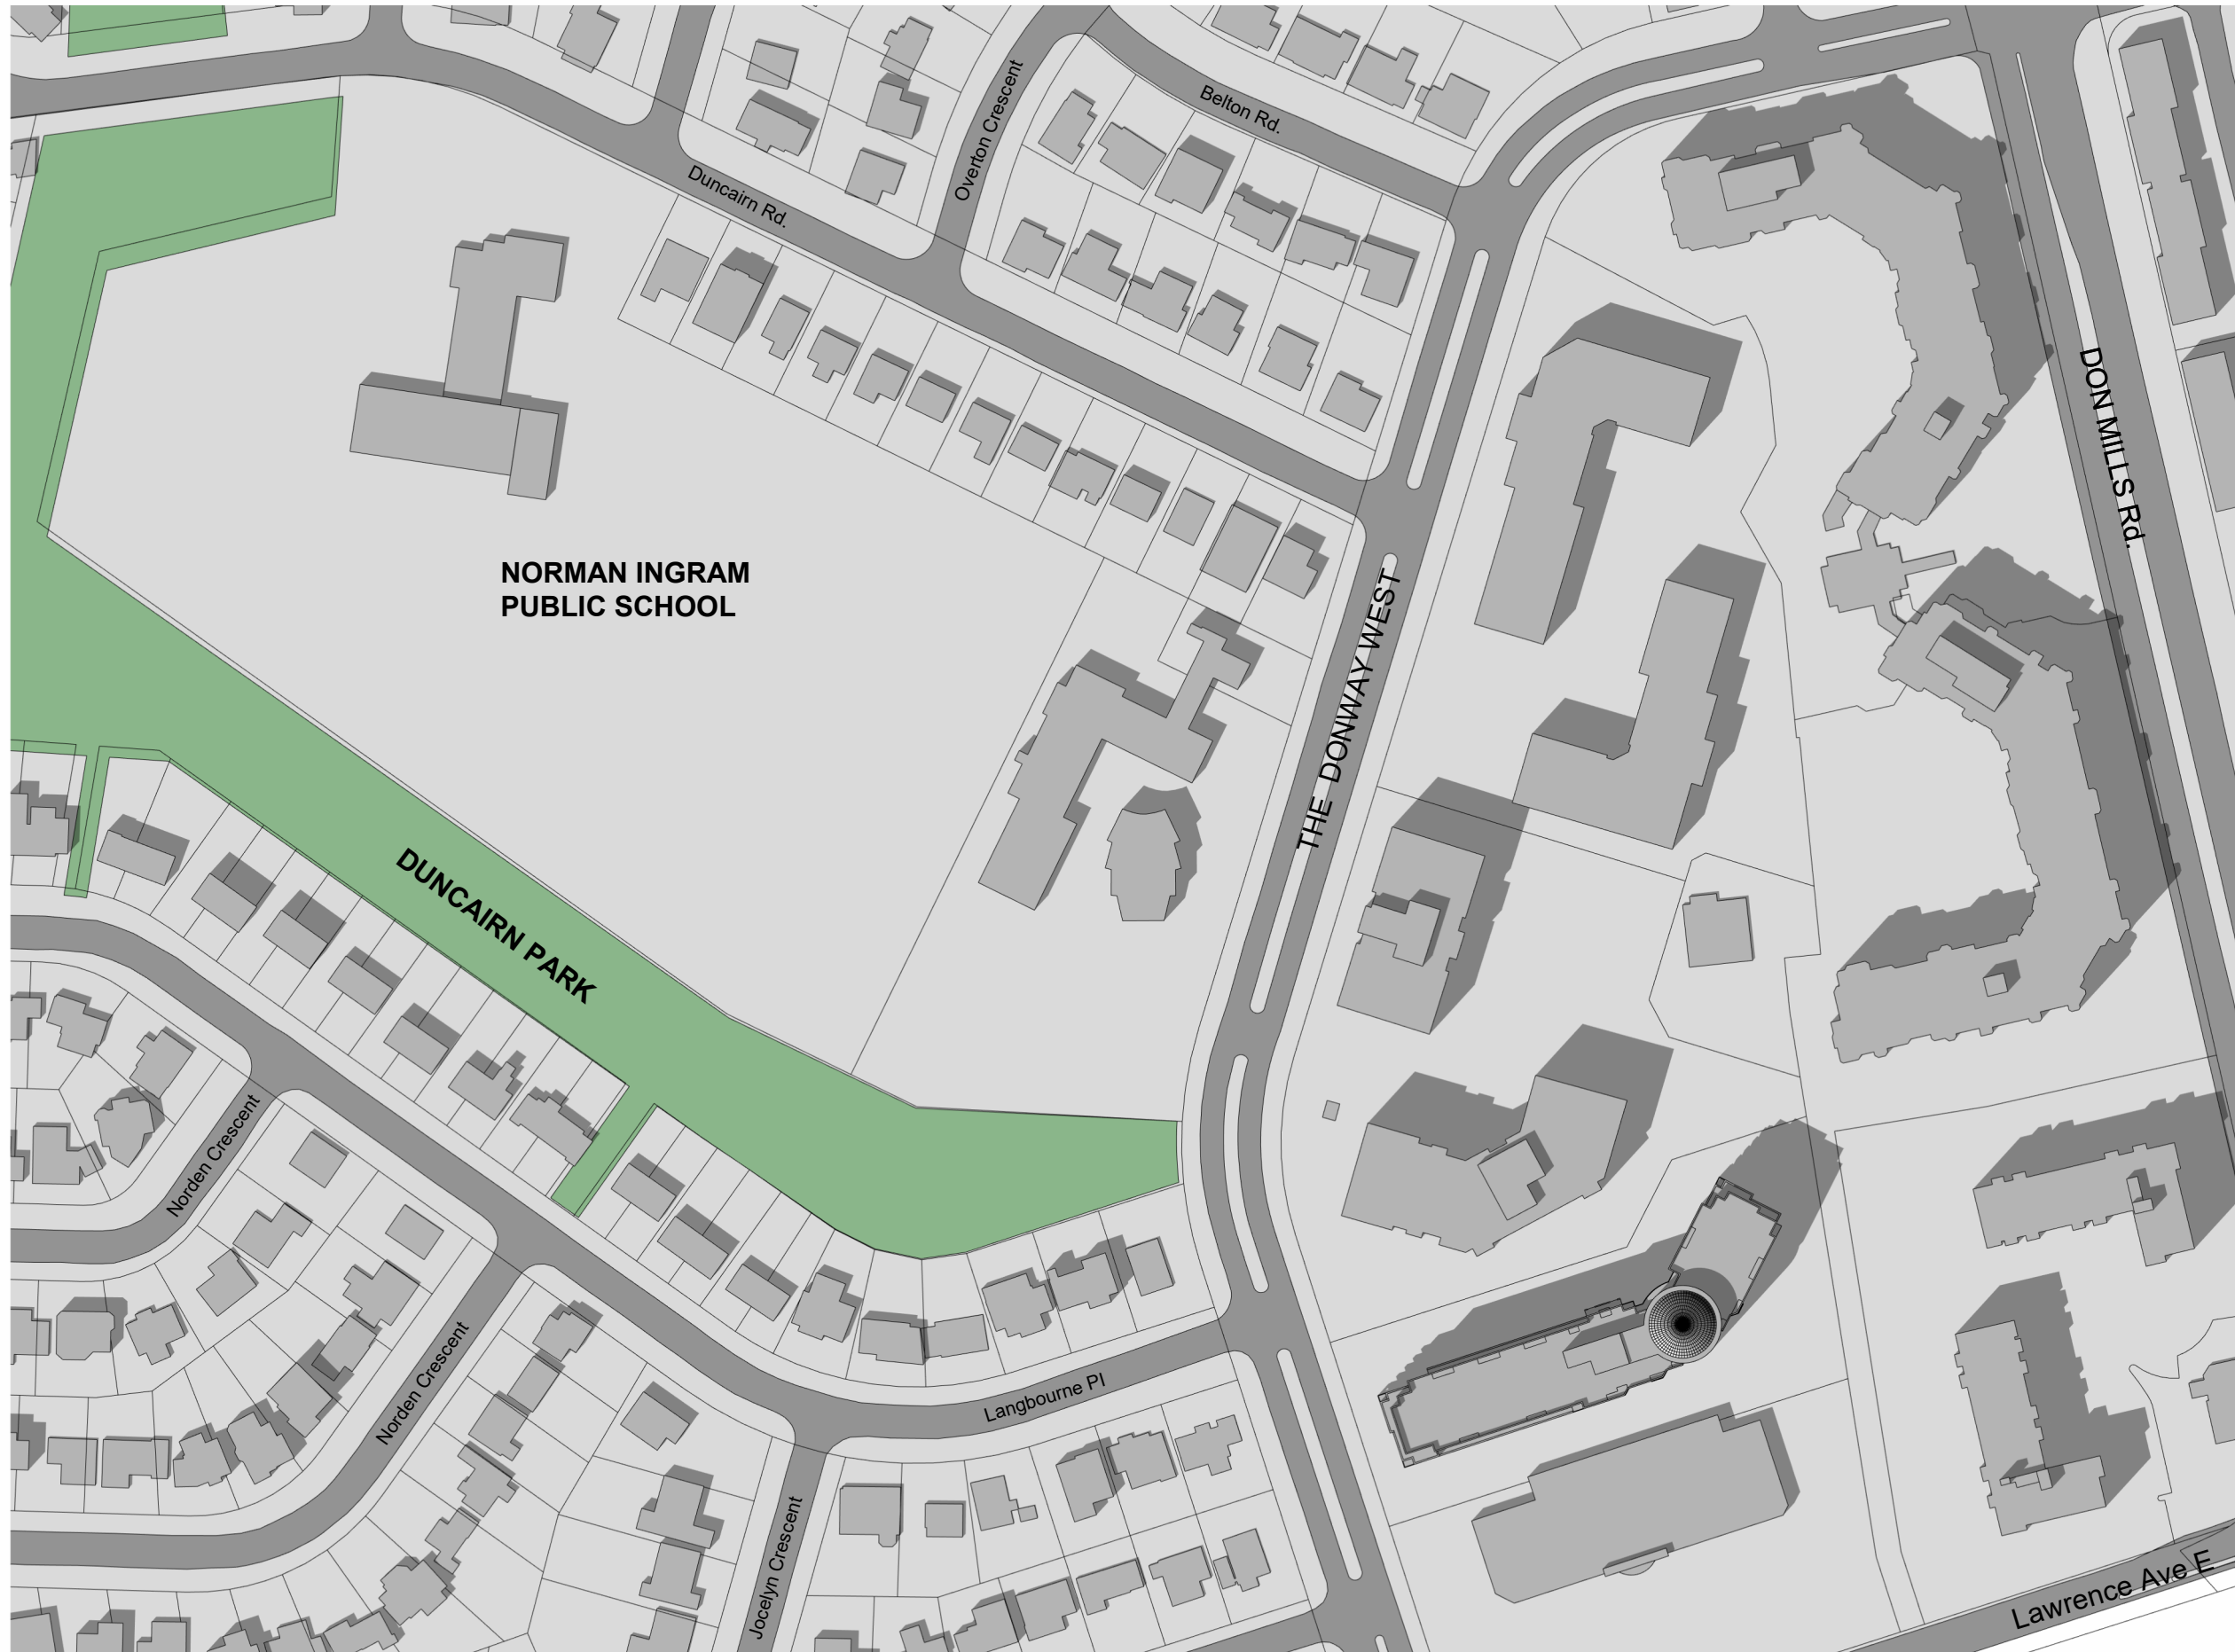 Belton Rd.
Overton Crescent
Duncairn Rd.
DON MILLS Rd.
NORMAN INGRAM
PUBLIC SCHOOL
THE DONWAY WEST
DUNCAIRN PARK
Norden Crescent
Norden Crescent
Langbourne Pl
Jocelyn Crescent
Lawrence Ave E